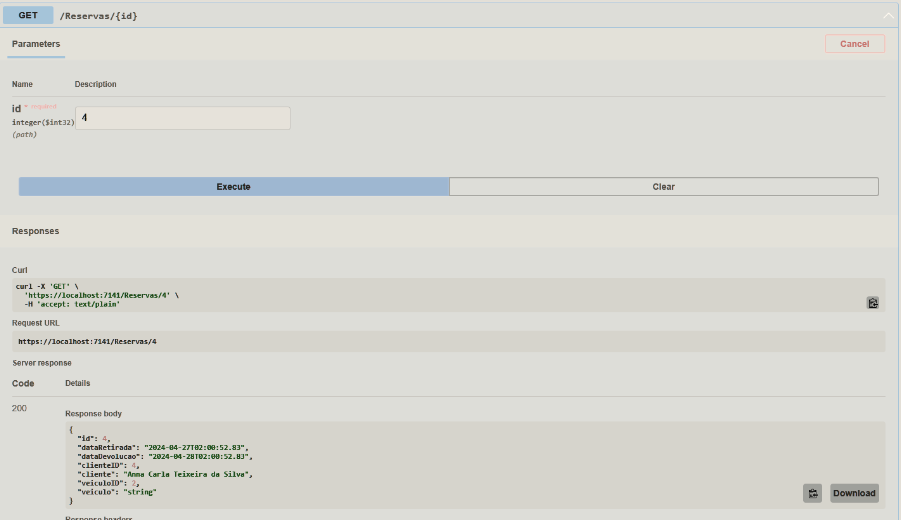 GET /Reservas/{id}
Parameters
Cancel
Name Description
id * required
integer($int32)
(path)
4
Execute
Clear
Responses
Curl
curl -X 'GET' \
'https://localhost:7141/Reservas/4' \
-H 'accept: text/plain'
Request URL
https://localhost:7141/Reservas/4
Server response
Code Details
200
Response body
{
"id": 4,
"dataRetirada": "2024-04-27T02:00:52.83",
"dataDevolucao": "2024-04-28T02:00:52.83",
"clienteID": 4,
"cliente": "Anna Carla Teixeira da Silva",
"veiculoID": 2,
"veiculo": "string"
}
Download
Response headers